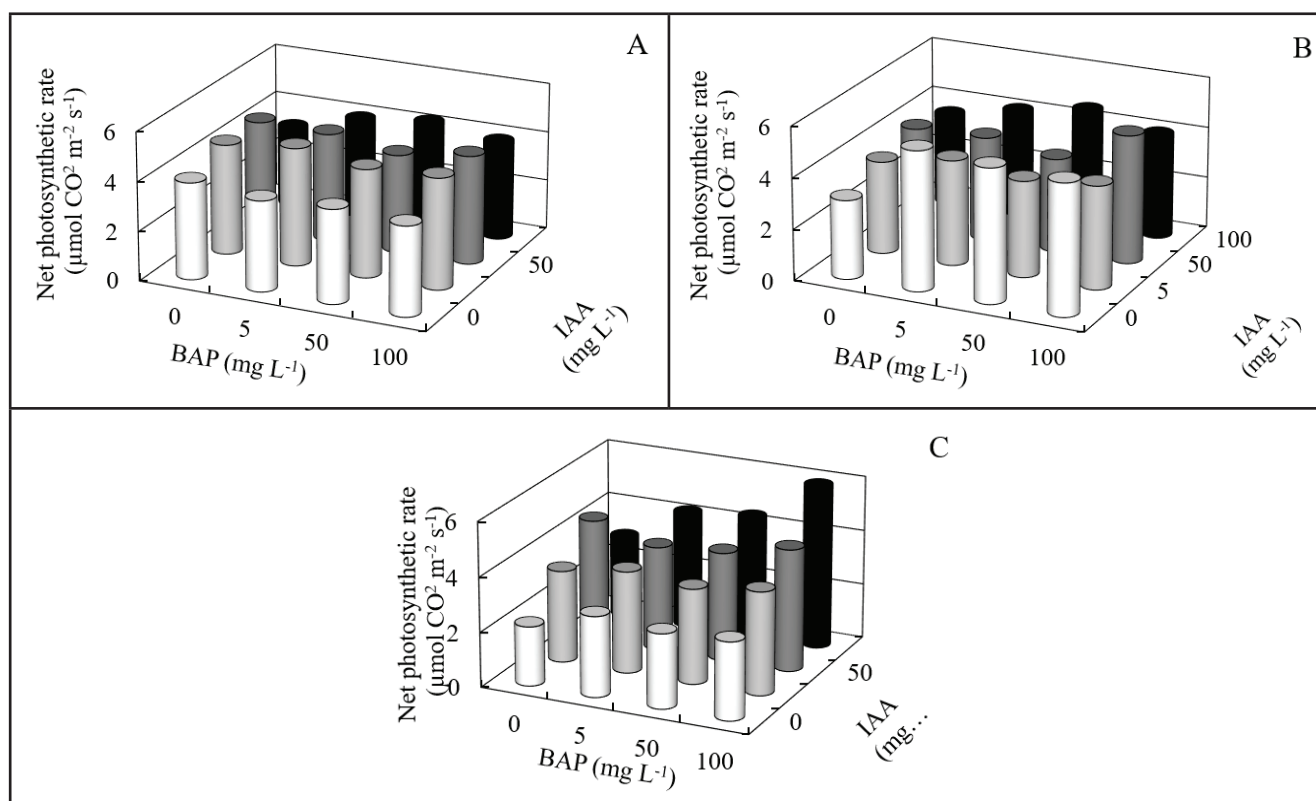 A
Net photosynthetic rate
(μmol CO² m⁻² s⁻¹)
6
4
2
0
0
5
50
100
BAP (mg L⁻¹)
0
50
IAA
(mg L⁻¹)
B
Net photosynthetic rate
(μmol CO² m⁻² s⁻¹)
6
4
2
0
0
5
50
100
BAP (mg L⁻¹)
0
5
50
100
IAA
(mg L⁻¹)
C
Net photosynthetic rate
(μmol CO² m⁻² s⁻¹)
6
4
2
0
0
5
50
100
BAP (mg L⁻¹)
0
50
IAA
(mg…